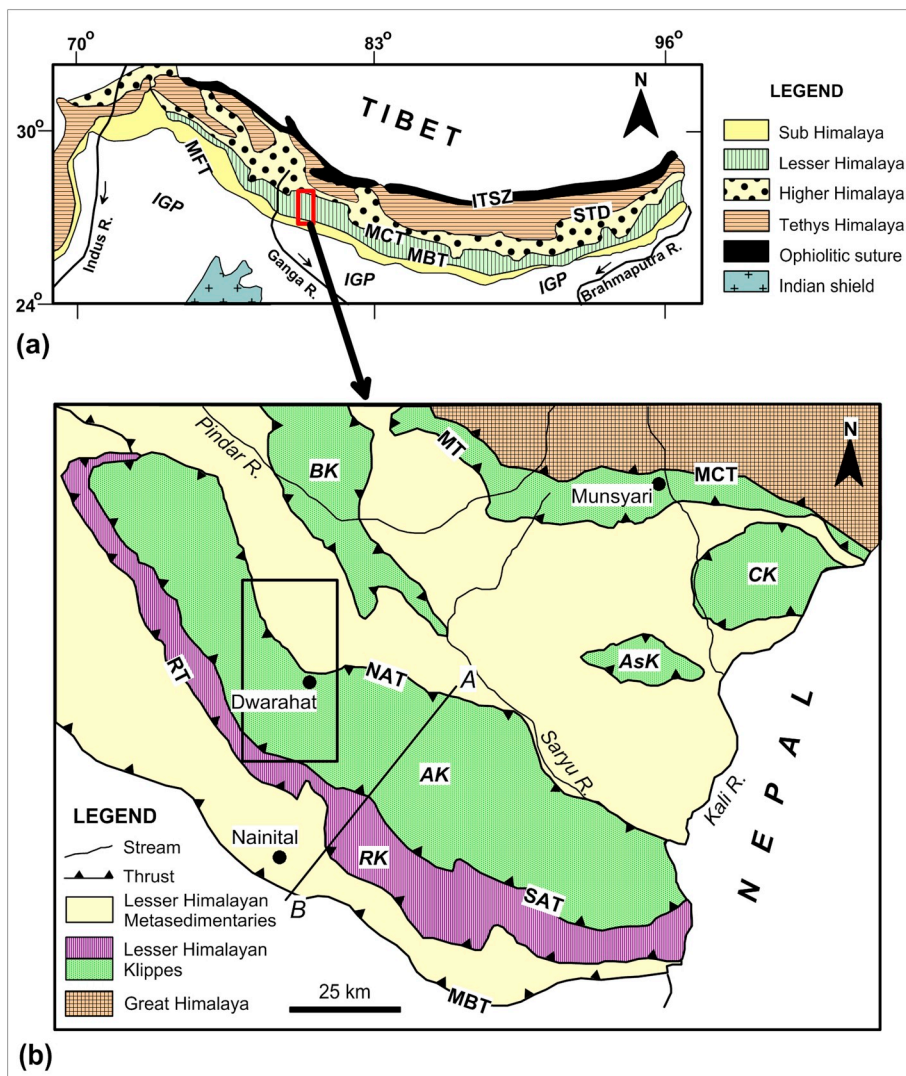 70°
83°
96°
N
TIBET
LEGEND
30°
Sub Himalaya
Lesser Himalaya
Higher Himalaya
Tethys Himalaya
Ophiolitic suture
Indian shield
MFT
ITSZ
STD
IGP
MCT
MBT
Indus R.
Ganga R.
IGP
IGP
Brahmaputra R.
24°
(a)
Pindar R.
BK
MT
N
MCT
Munsyari
CK
AsK
RT
NAT
A
Dwarahat
Saryu R.
Kali R.
NEPAL
AK
LEGEND
Stream
Thrust
Lesser Himalayan
Metasedimentaries
Lesser Himalayan
Klippes
Great Himalaya
Nainital
RK
B
SAT
25 km
MBT
(b)